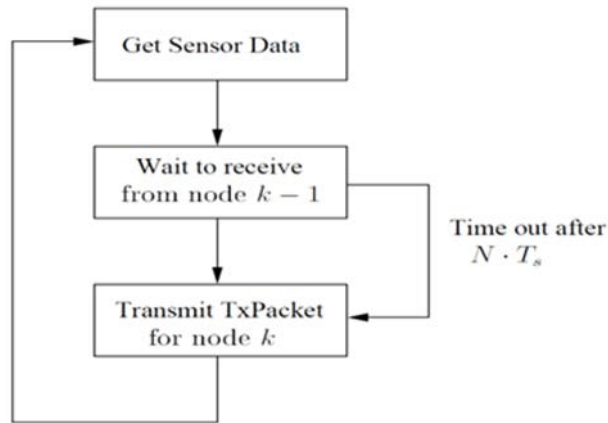 Get Sensor Data
Wait to receive
from node k − 1
Time out after
N · Tₛ
Transmit TxPacket
for node k